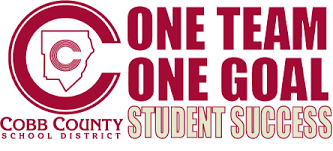 COBB COUNTY
SCHOOL DISTRICT
ONE TEAM
ONE GOAL
STUDENT SUCCESS